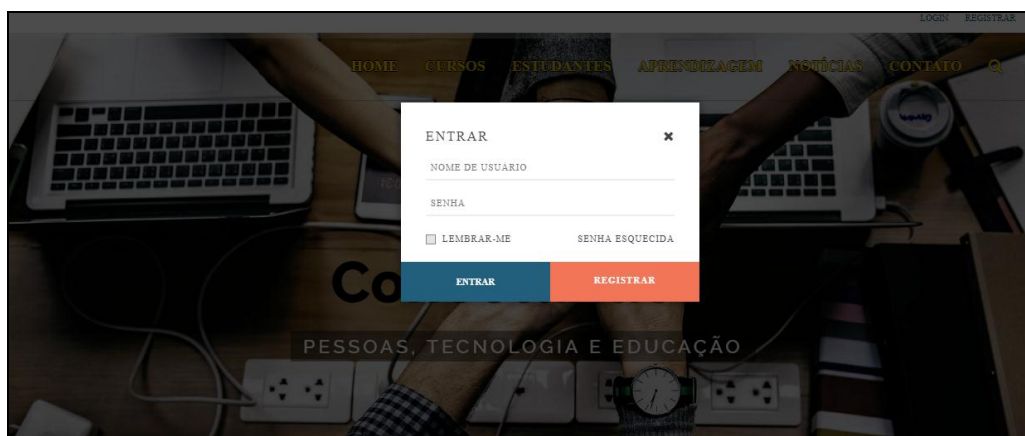 LOGIN REGISTRAR
HOME CURSOS ESTUDANTES APRENDIZAGEM NOTÍCIAS CONTATO
ENTRAR
NOME DE USUÁRIO
SENHA
LEMBRAR-ME SENHA ESQUECIDA
ENTRAR REGISTRAR
PESSOAS, TECNOLOGIA E EDUCAÇÃO